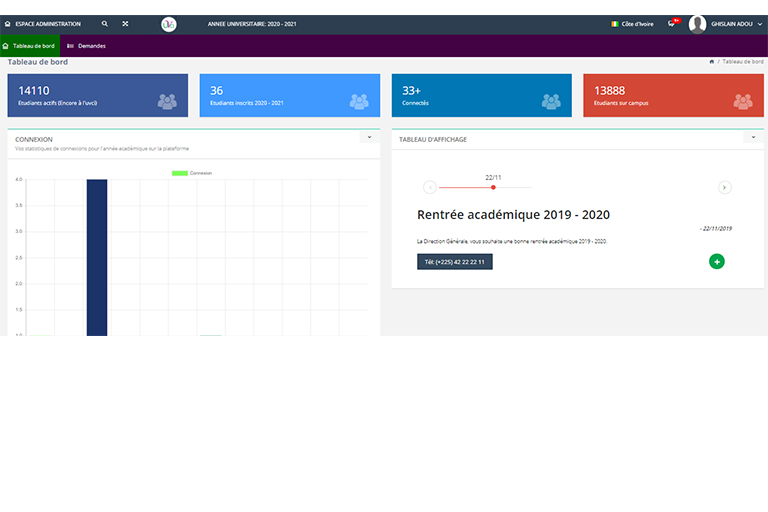 ESPACE ADMINISTRATION
ANNEE UNIVERSITAIRE: 2020 - 2021
Côte d'Ivoire
9+
GHISLAIN ADOU
Tableau de bord
Demandes
Tableau de bord
/ Tableau de bord
14110
Etudiants actifs (Encore à l'uvci)
36
Etudiants inscrits 2020 - 2021
33+
Connectés
13888
Etudiants sur campus
CONNEXION
Vos statistiques de connexions pour l'année académique sur la plateforme
Connexion
4.0
3.5
3.0
2.5
2.0
1.5
1.0
TABLEAU D'AFFICHAGE
22/11
Rentrée académique 2019 - 2020
- 22/11/2019
La Direction Générale, vous souhaite une bonne rentrée académique 2019 - 2020.
Tél: (+225) 42 22 22 11